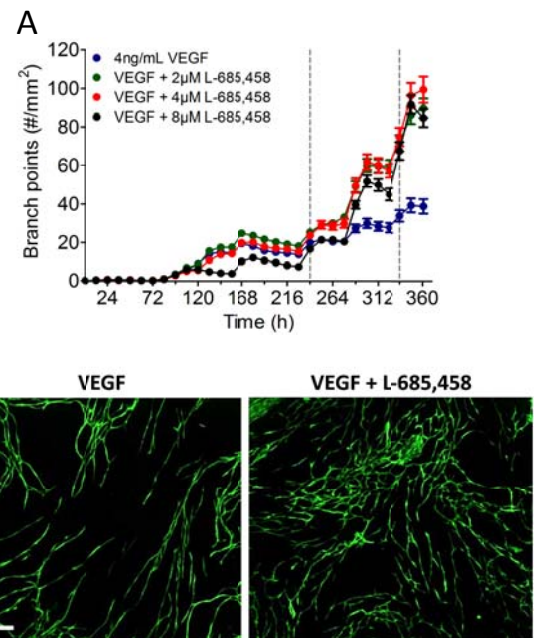 A
120
100
80
60
40
20
0
Branch points (#/mm²)
4ng/mL VEGF
VEGF + 2µM L-685,458
VEGF + 4µM L-685,458
VEGF + 8µM L-685,458
24 72 120 168 216 264 312 360
Time (h)
VEGF VEGF + L-685,458